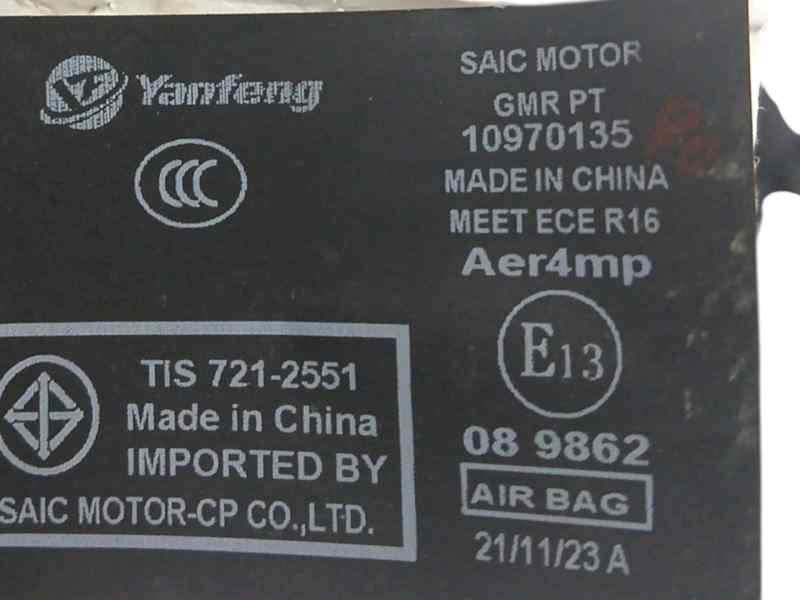 Yanfeng
CCC
SAIC MOTOR
GMR PT
10970135
MADE IN CHINA
MEET ECE R16
Aer4mp
E13
08 9862
AIR BAG
21/11/23 A
TIS 721-2551
Made in China
IMPORTED BY
SAIC MOTOR-CP CO.,LTD.